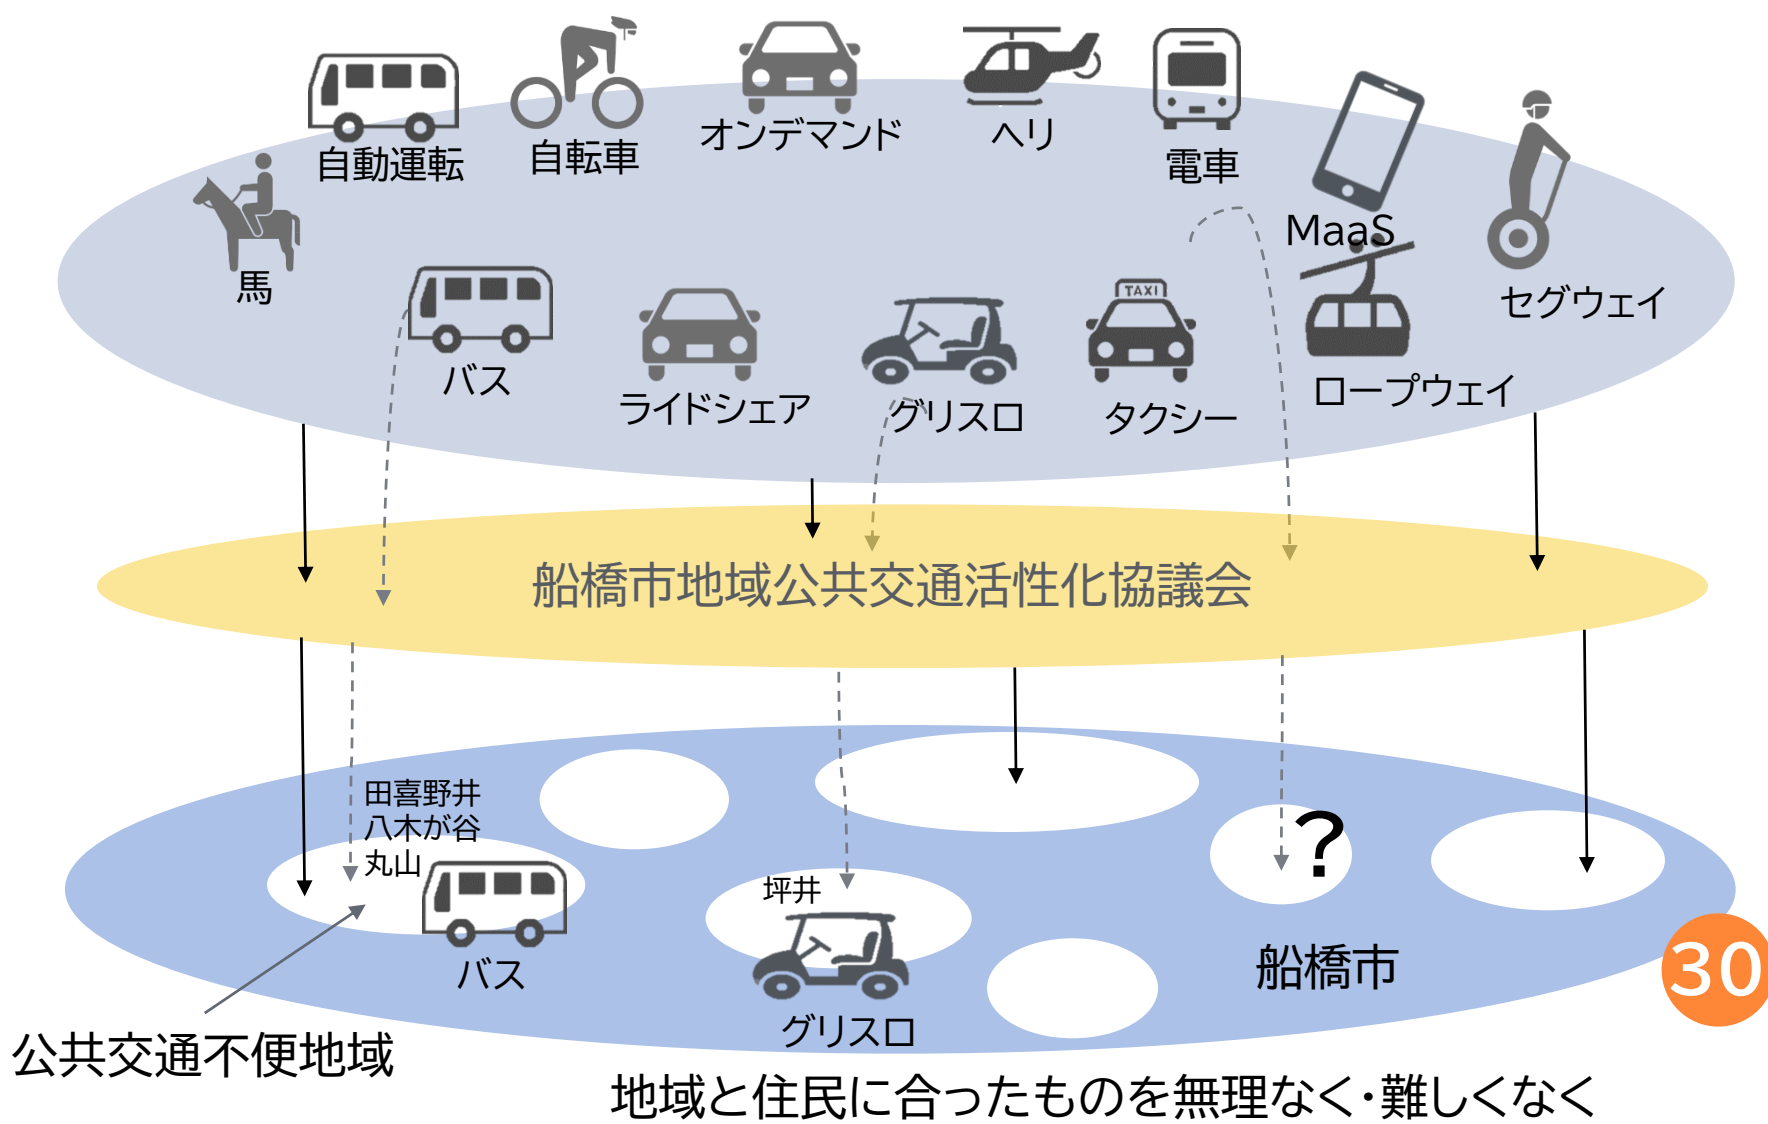 自動運転
自転車
オンデマンド
ヘリ
電車
MaaS
馬
セグウェイ
バス
ライドシェア
グリスロ
TAXI
タクシー
ロープウェイ
船橋市地域公共交通活性化協議会
田喜野井
八木が谷
丸山
バス
坪井
グリスロ
?
船橋市
30
公共交通不便地域
地域と住民に合ったものを無理なく・難しくなく